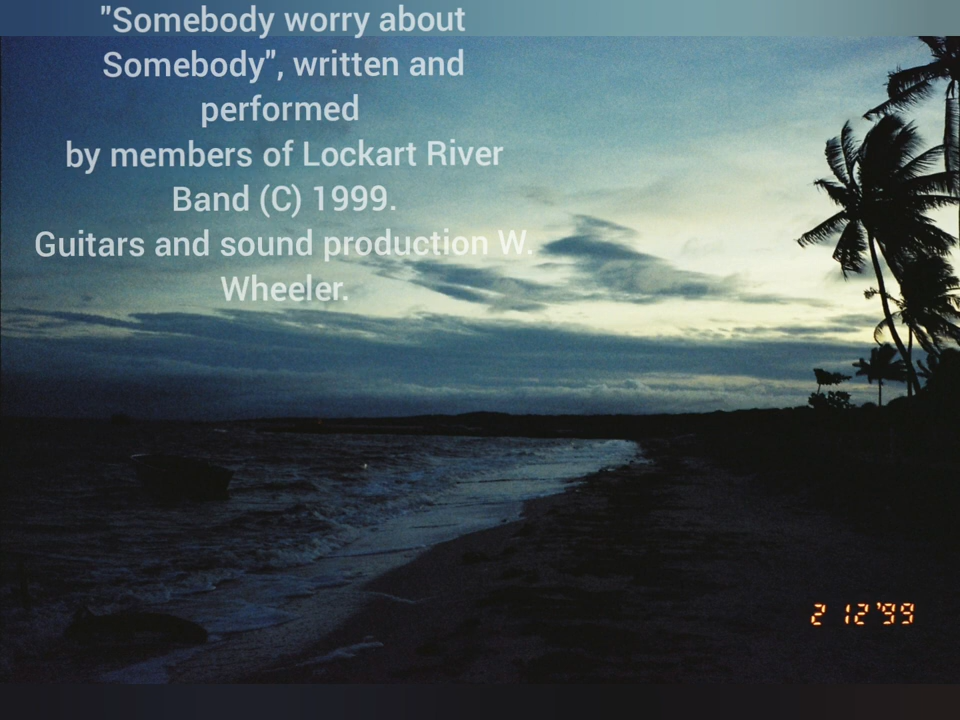 "Somebody worry about
Somebody", written and
performed
by members of Lockart River
Band (C) 1999.
Guitars and sound production W.
Wheeler.
2 12 '99